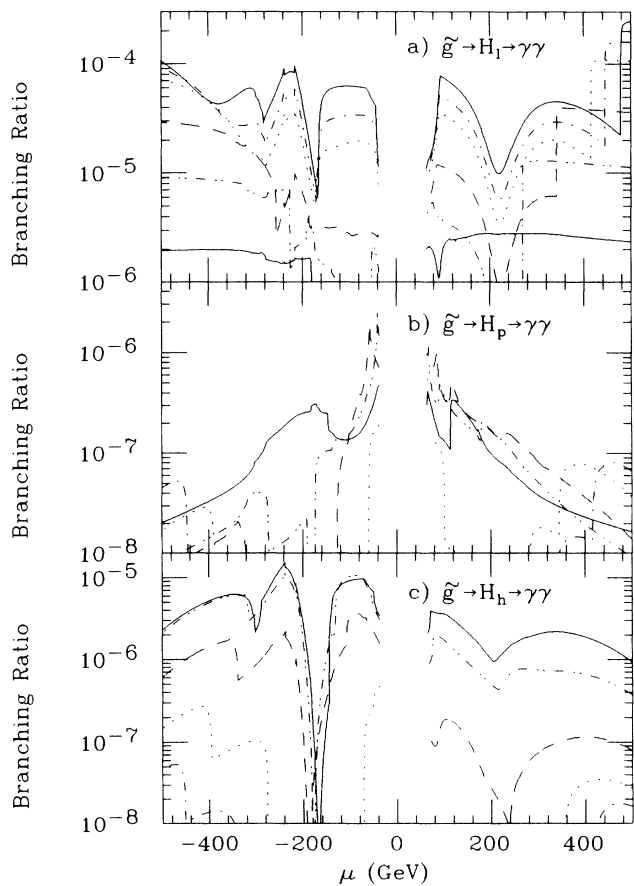 a) g̃→H_l→γγ
10⁻⁴
10⁻⁵
10⁻⁶
Branching Ratio
b) g̃→H_p→γγ
10⁻⁶
10⁻⁷
10⁻⁸
Branching Ratio
c) g̃→H_h→γγ
10⁻⁵
10⁻⁶
10⁻⁷
10⁻⁸
Branching Ratio
−400 −200 0 200 400
μ (GeV)